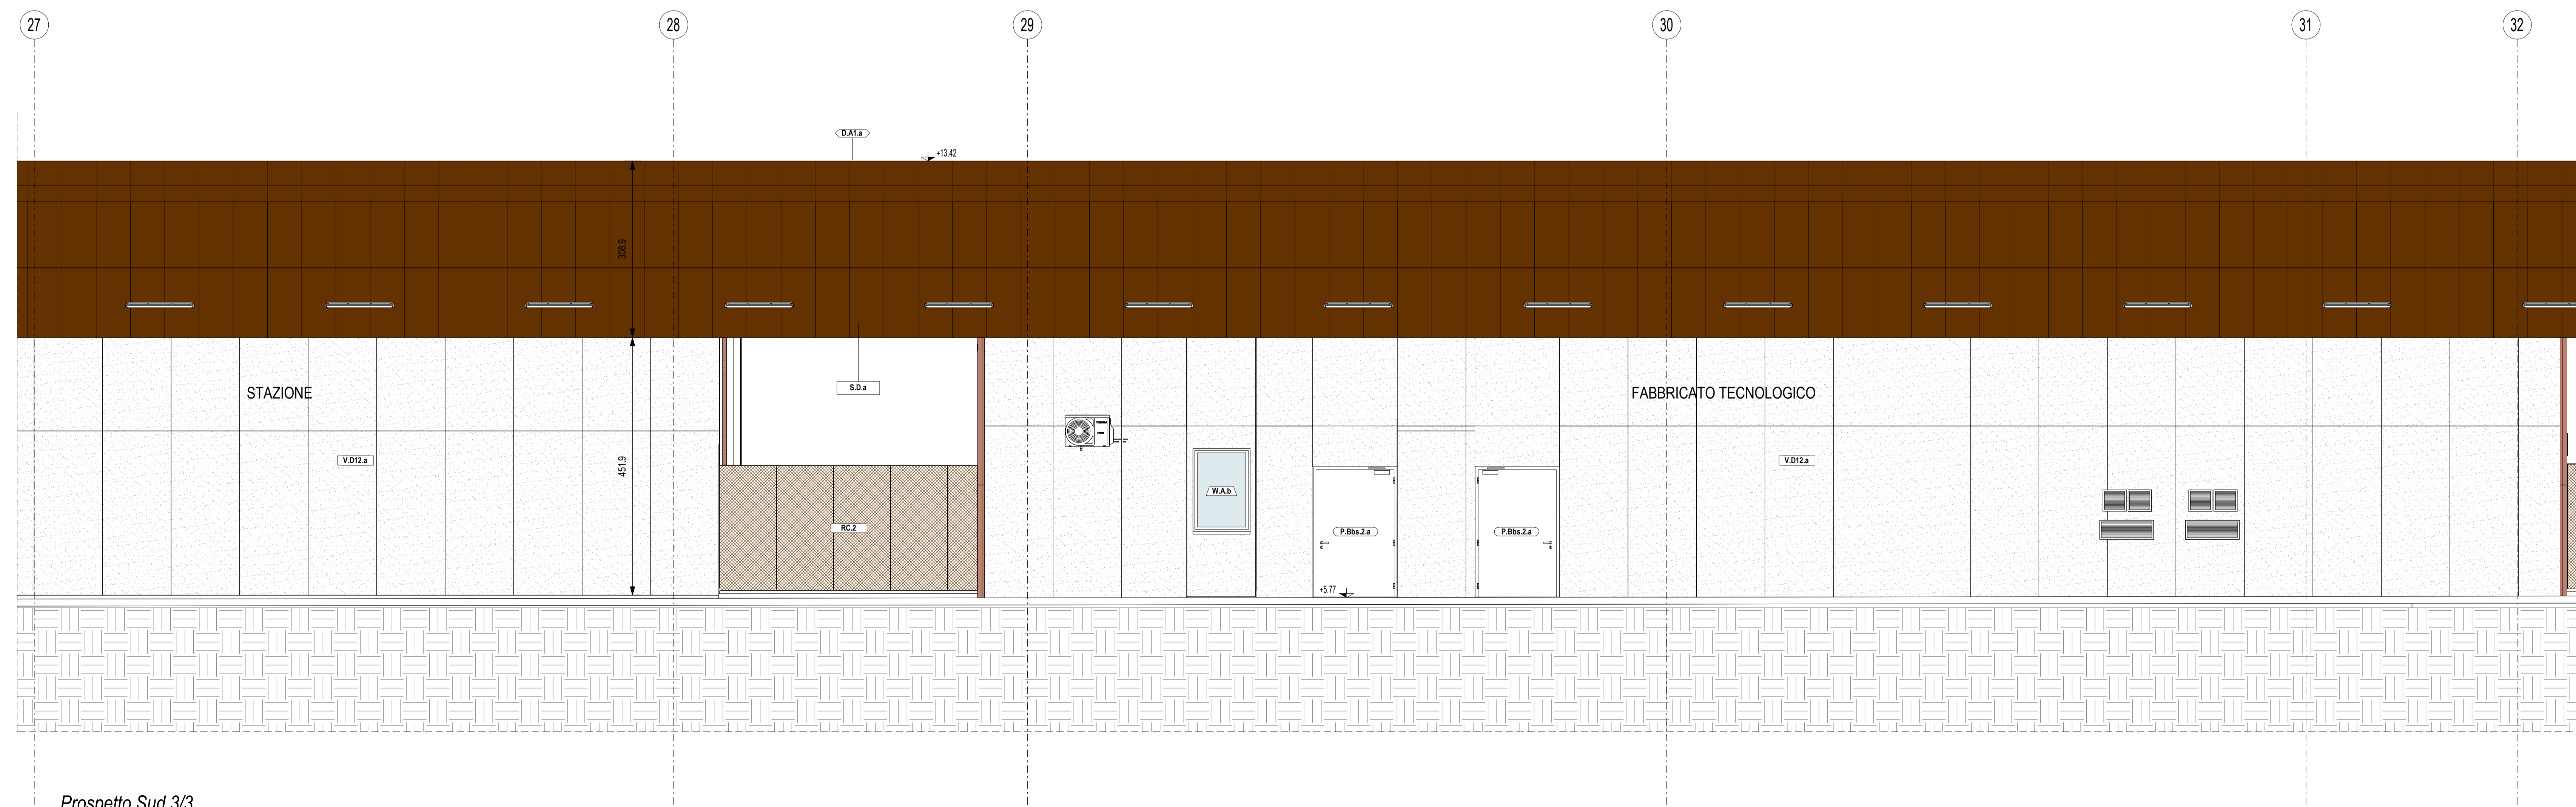 27 28 29 30 31 32
D.A1.a
+13.42
308.9
S.D.a
STAZIONE
FABBRICATO TECNOLOGICO
451.9
V.D12.a
V.D12.a
W.A.b
RC.2
P.Bbs.2.a
P.Bbs.2.a
+5.77
Prospetto Sud 3/3